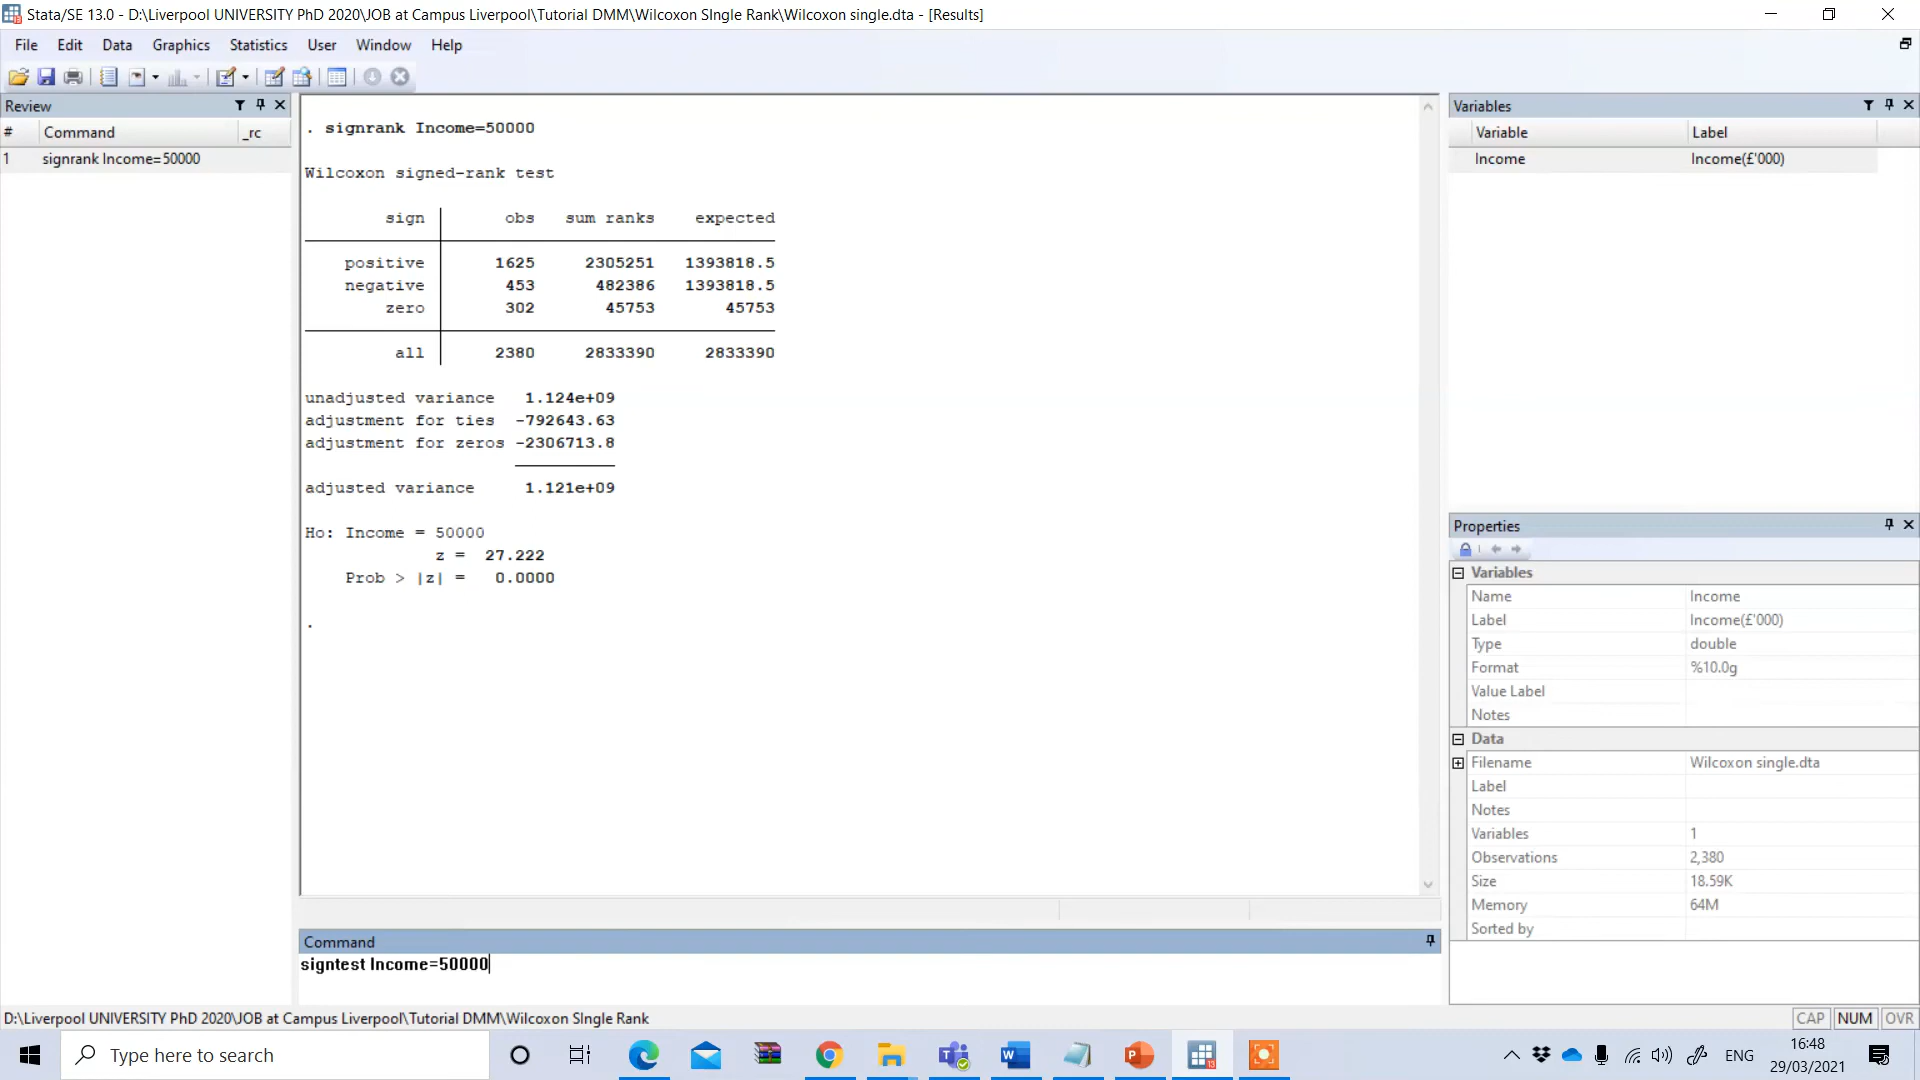 Stata/SE 13.0 - D:\Liverpool UNIVERSITY PhD 2020\JOB at Campus Liverpool\Tutorial DMM\Wilcoxon SIngle Rank\Wilcoxon single.dta - [Results]
File Edit Data Graphics Statistics User Window Help
Review
# Command _rc
1 signrank Income=50000
. signrank Income=50000
Wilcoxon signed-rank test
sign obs sum ranks expected
positive 1625 2305251 1393818.5
negative 453 482386 1393818.5
zero 302 45753 45753
all 2380 2833390 2833390
unadjusted variance 1.124e+09
adjustment for ties -792643.63
adjustment for zeros -2306713.8
adjusted variance 1.121e+09
Ho: Income = 50000
z = 27.222
Prob > |z| = 0.0000
.
Command
signtest Income=50000
Variables
Variable Label
Income Income(£'000)
Properties
Variables
Name Income
Label Income(£'000)
Type double
Format %10.0g
Value Label
Notes
Data
Filename Wilcoxon single.dta
Label
Notes
Variables 1
Observations 2,380
Size 18.59K
Memory 64M
Sorted by
D:\Liverpool UNIVERSITY PhD 2020\JOB at Campus Liverpool\Tutorial DMM\Wilcoxon SIngle Rank
CAP NUM OVR
Type here to search
ENG
16:48
29/03/2021